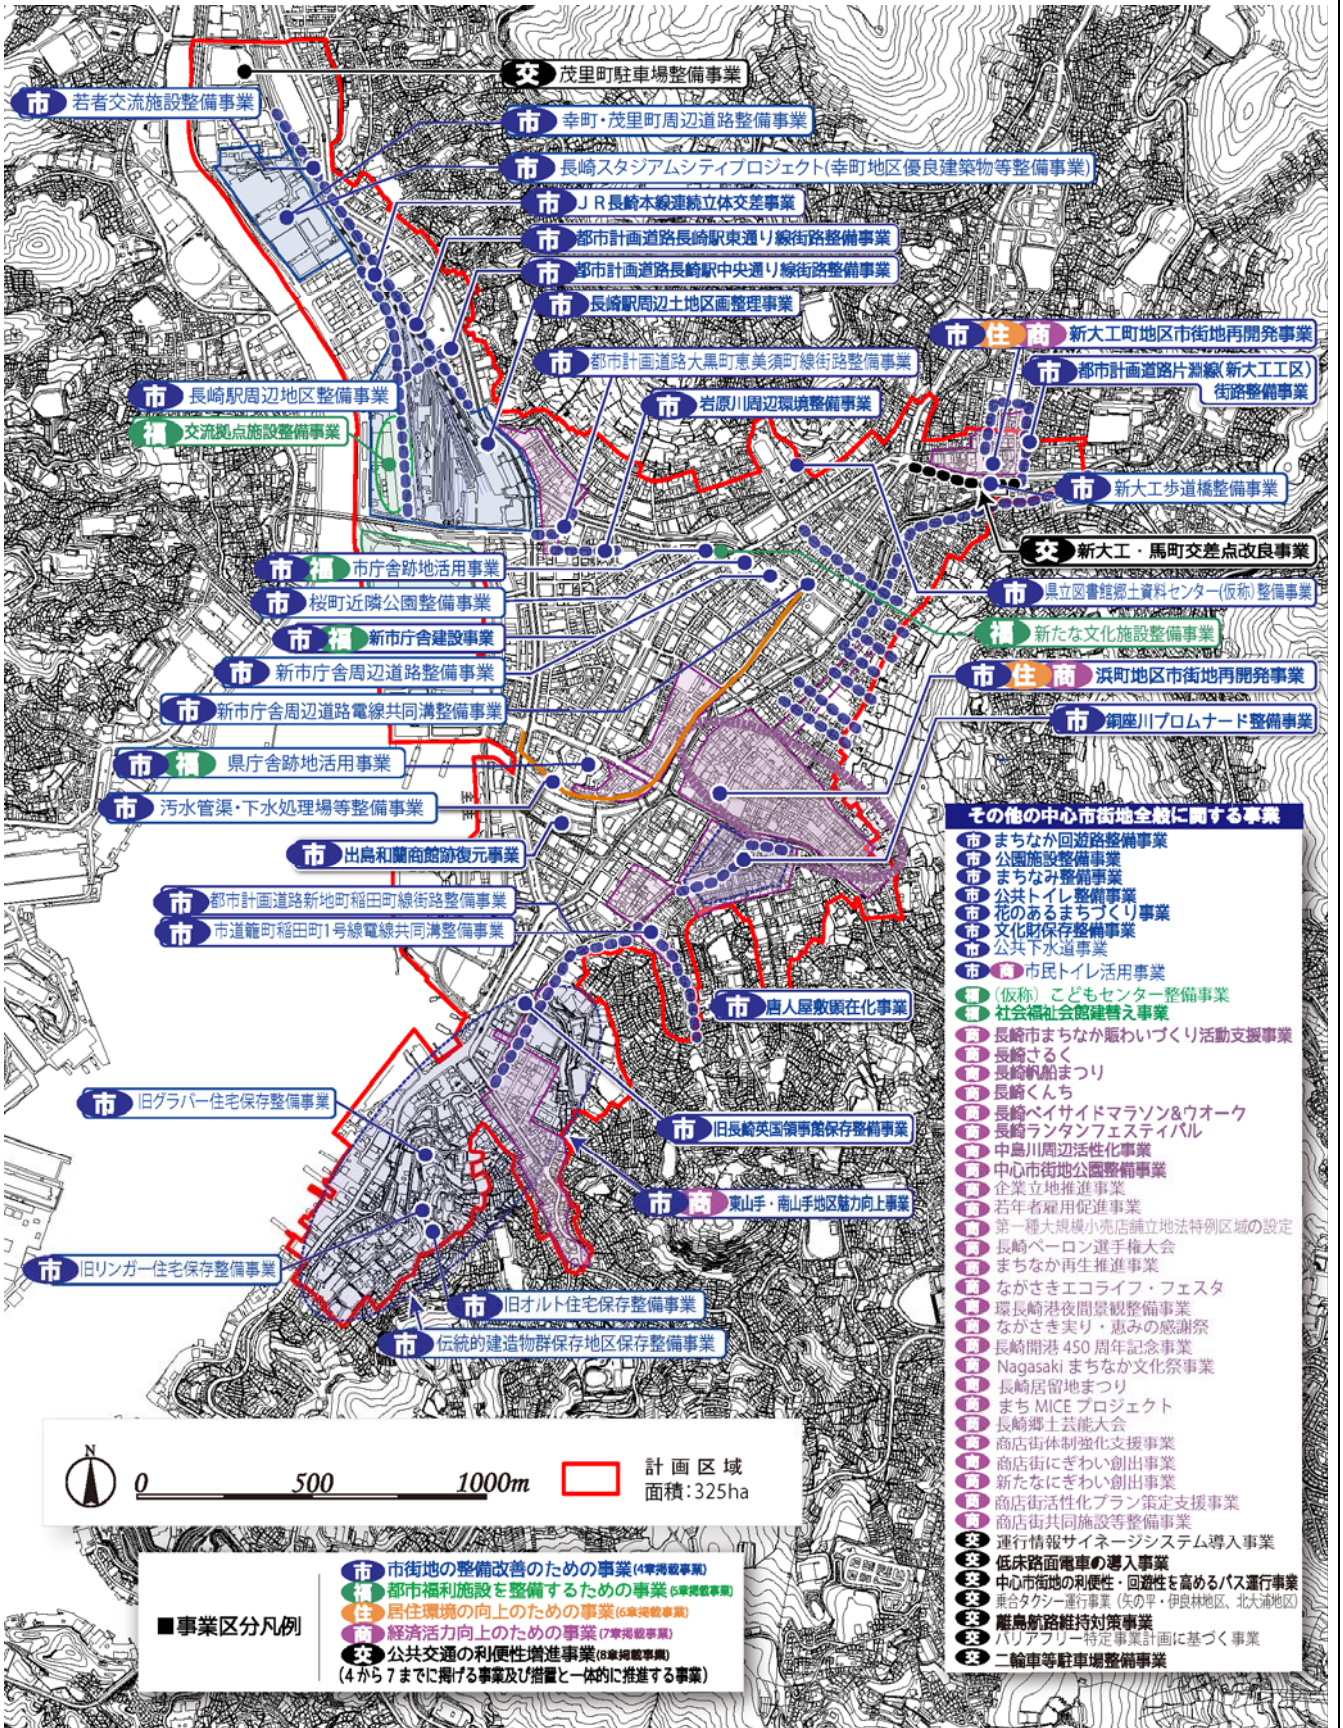 交 茂里町駐車場整備事業
市 若者交流施設整備事業
市 幸町・茂里町周辺道路整備事業
市 長崎スタジアムシティプロジェクト(幸町地区優良建築物等整備事業)
市 JR長崎本線連続立体交差事業
市 都市計画道路長崎駅東通り線街路整備事業
市 都市計画道路長崎駅中央通り線街路整備事業
市 長崎駅周辺土地区画整理事業
市 住 商 新大工町地区市街地再開発事業
市 都市計画道路大黒町恵美須町線街路整備事業
市 都市計画道路片淵線(新大工工区)
街路整備事業
市 長崎駅周辺地区整備事業
市 岩原川周辺環境整備事業
福 交流拠点施設整備事業
市 新大工歩道橋整備事業
交 新大工・馬町交差点改良事業
市 福 市庁舎跡地活用事業
市 県立図書館郷土資料センター(仮称)整備事業
市 桜町近隣公園整備事業
福 新たな文化施設整備事業
市 福 新市庁舎建設事業
市 新市庁舎周辺道路整備事業
市 住 商 浜町地区市街地再開発事業
市 新市庁舎周辺道路電線共同溝整備事業
市 銅座川プロムナード整備事業
市 福 県庁舎跡地活用事業
市 汚水管渠・下水処理場等整備事業
市 出島和蘭商館跡復元事業
市 都市計画道路新地町稲田町線街路整備事業
市 市道籠町稲田町1号線電線共同溝整備事業
市 唐人屋敷顕在化事業
市 旧グラバー住宅保存整備事業
市 旧長崎英国領事館保存整備事業
市 商 東山手・南山手地区魅力向上事業
市 旧リンガー住宅保存整備事業
市 旧オルト住宅保存整備事業
市 伝統的建造物群保存地区保存整備事業
その他の中心市街地全般に関する事業
市 まちなか回遊路整備事業
市 公園施設整備事業
市 まちなみ整備事業
市 公共トイレ整備事業
市 花のあるまちづくり事業
市 文化財保存整備事業
市 公共下水道事業
市 商 市民トイレ活用事業
福 (仮称)こどもセンター整備事業
福 社会福祉会館建替え事業
商 長崎市まちなか賑わいづくり活動支援事業
商 長崎さるく
商 長崎帆船まつり
商 長崎くんち
商 長崎ベイサイドマラソン&ウオーク
商 長崎ランタンフェスティバル
商 中島川周辺活性化事業
商 中心市街地公園整備事業
商 企業立地推進事業
商 若年者雇用促進事業
商 第一種大規模小売店舗立地法特例区域の設定
商 長崎ペーロン選手権大会
商 まちなか再生推進事業
商 ながさきエコライフ・フェスタ
商 環長崎港夜間景観整備事業
商 ながさき実り・恵みの感謝祭
商 長崎開港450周年記念事業
商 Nagasakiまちなか文化祭事業
商 長崎居留地まつり
商 まちMICEプロジェクト
商 長崎郷土芸能大会
商 商店街体制強化支援事業
商 商店街にぎわい創出事業
商 新たなにぎわい創出事業
商 商店街活性化プラン策定支援事業
商 商店街共同施設等整備事業
交 運行情報サイネージシステム導入事業
交 低床路面電車の導入事業
交 中心市街地の利便性・回遊性を高めるバス運行事業
交 乗合タクシー運行事業(矢の平・伊良林地区、北大浦地区)
交 離島航路維持対策事業
交 バリアフリー特定事業計画に基づく事業
交 二輪車等駐車場整備事業
N
0 500 1000m
計画区域
面積:325ha
■事業区分凡例
市 市街地の整備改善のための事業(4章掲載事業)
福 都市福利施設を整備するための事業(5章掲載事業)
住 居住環境の向上のための事業(6章掲載事業)
商 経済活力向上のための事業(7章掲載事業)
交 公共交通の利便性増進事業(8章掲載事業)
(4から7までに掲げる事業及び措置と一体的に推進する事業)